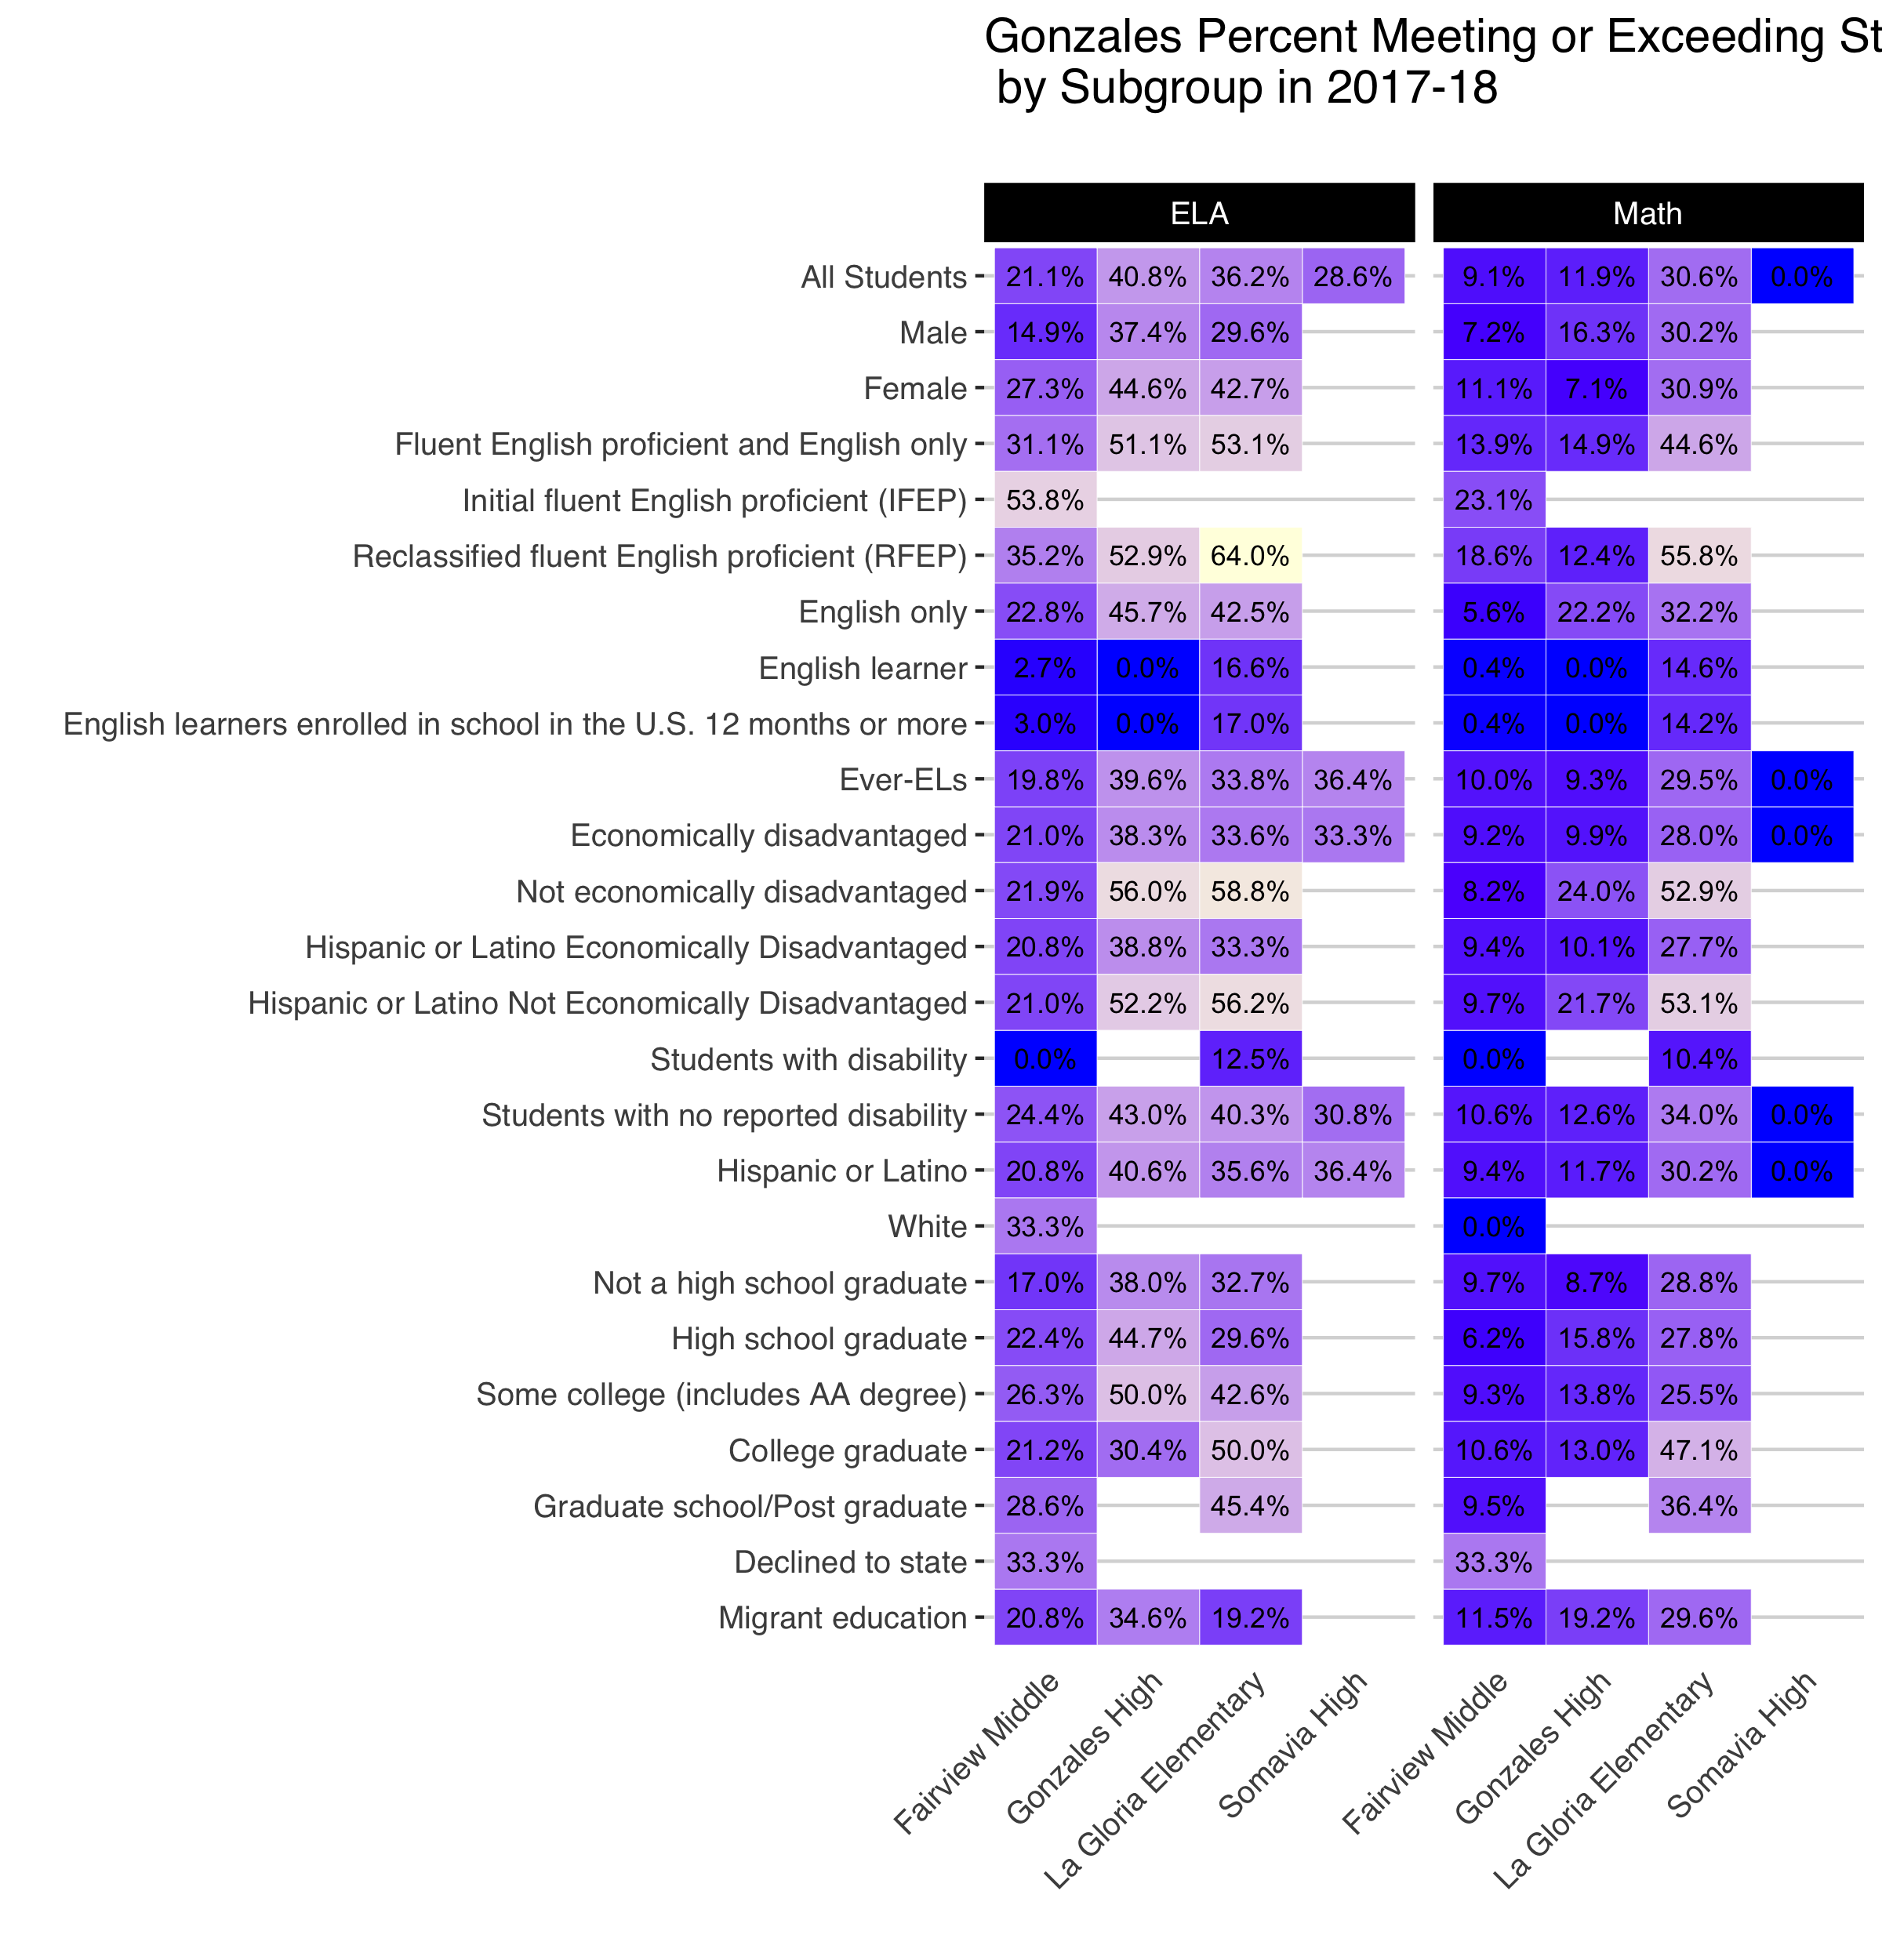 Gonzales Percent Meeting or Exceeding St
by Subgroup in 2017-18
ELA Math
All Students 21.1% 40.8% 36.2% 28.6% 9.1% 11.9% 30.6% 0.0%
Male 14.9% 37.4% 29.6% 7.2% 16.3% 30.2%
Female 27.3% 44.6% 42.7% 11.1% 7.1% 30.9%
Fluent English proficient and English only 31.1% 51.1% 53.1% 13.9% 14.9% 44.6%
Initial fluent English proficient (IFEP) 53.8% 23.1%
Reclassified fluent English proficient (RFEP) 35.2% 52.9% 64.0% 18.6% 12.4% 55.8%
English only 22.8% 45.7% 42.5% 5.6% 22.2% 32.2%
English learner 2.7% 0.0% 16.6% 0.4% 0.0% 14.6%
English learners enrolled in school in the U.S. 12 months or more 3.0% 0.0% 17.0% 0.4% 0.0% 14.2%
Ever-ELs 19.8% 39.6% 33.8% 36.4% 10.0% 9.3% 29.5% 0.0%
Economically disadvantaged 21.0% 38.3% 33.6% 33.3% 9.2% 9.9% 28.0% 0.0%
Not economically disadvantaged 21.9% 56.0% 58.8% 8.2% 24.0% 52.9%
Hispanic or Latino Economically Disadvantaged 20.8% 38.8% 33.3% 9.4% 10.1% 27.7%
Hispanic or Latino Not Economically Disadvantaged 21.0% 52.2% 56.2% 9.7% 21.7% 53.1%
Students with disability 0.0% 12.5% 0.0% 10.4%
Students with no reported disability 24.4% 43.0% 40.3% 30.8% 10.6% 12.6% 34.0% 0.0%
Hispanic or Latino 20.8% 40.6% 35.6% 36.4% 9.4% 11.7% 30.2% 0.0%
White 33.3% 0.0%
Not a high school graduate 17.0% 38.0% 32.7% 9.7% 8.7% 28.8%
High school graduate 22.4% 44.7% 29.6% 6.2% 15.8% 27.8%
Some college (includes AA degree) 26.3% 50.0% 42.6% 9.3% 13.8% 25.5%
College graduate 21.2% 30.4% 50.0% 10.6% 13.0% 47.1%
Graduate school/Post graduate 28.6% 45.4% 9.5% 36.4%
Declined to state 33.3% 33.3%
Migrant education 20.8% 34.6% 19.2% 11.5% 19.2% 29.6%
Fairview Middle
Gonzales High
La Gloria Elementary
Somavia High
Fairview Middle
Gonzales High
La Gloria Elementary
Somavia High